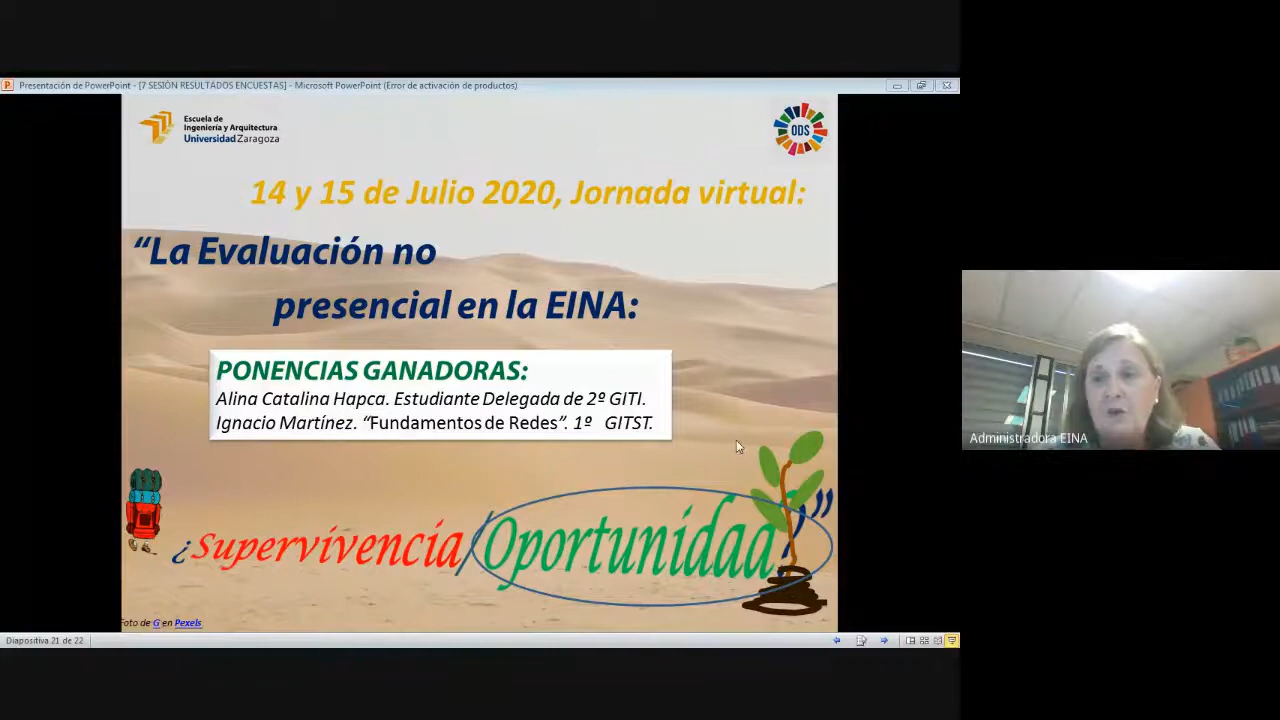 Presentación de PowerPoint - [7 SESIÓN RESULTADOS ENCUESTAS] - Microsoft PowerPoint (Error de activación de productos)
Escuela de
Ingeniería y Arquitectura
Universidad Zaragoza
ODS
14 y 15 de Julio 2020, Jornada virtual:
“La Evaluación no
presencial en la EINA:
PONENCIAS GANADORAS:
Alina Catalina Hapca. Estudiante Delegada de 2º GITI.
Ignacio Martínez. “Fundamentos de Redes”. 1º GITST.
¿Supervivencia/Oportunidad?”
Foto de G en Pexels
Diapositiva 21 de 22
Administradora EINA